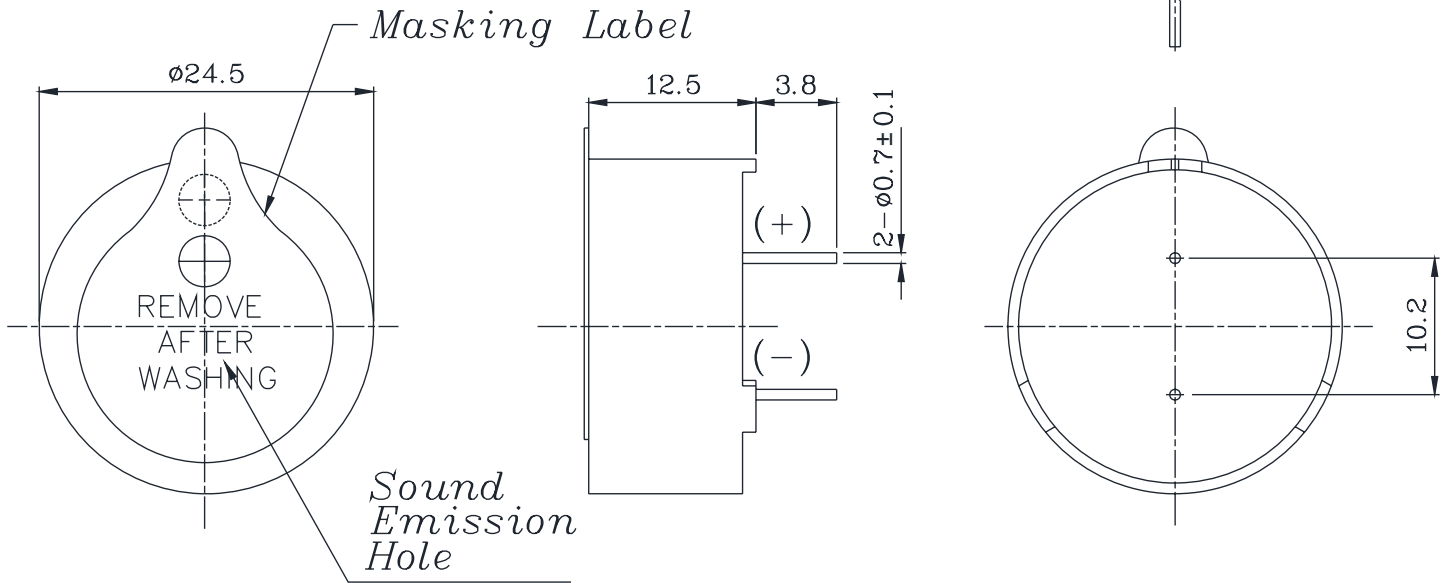 Masking Label
ø24.5
12.5
3.8
2-ø0.7±0.1
(+)
REMOVE
AFTER
WASHING
(-)
10.2
Sound
Emission
Hole